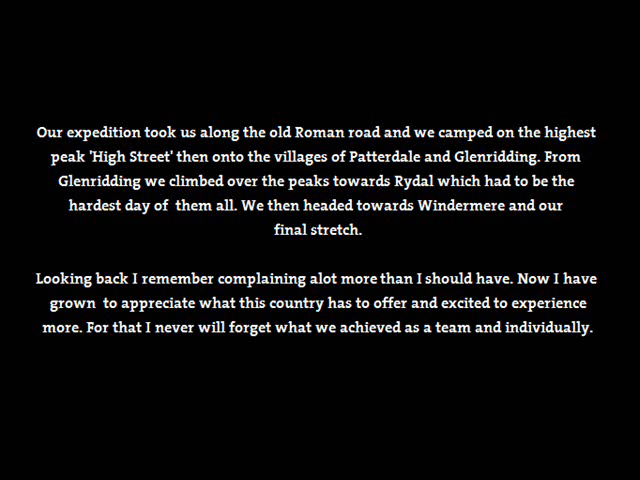 Our expedition took us along the old Roman road and we camped on the highest
peak 'High Street' then onto the villages of Patterdale and Glenridding. From
Glenridding we climbed over the peaks towards Rydal which had to be the
hardest day of  them all. We then headed towards Windermere and our
final stretch.

Looking back I remember complaining alot more than I should have. Now I have
grown  to appreciate what this country has to offer and excited to experience
more. For that I never will forget what we achieved as a team and individually.